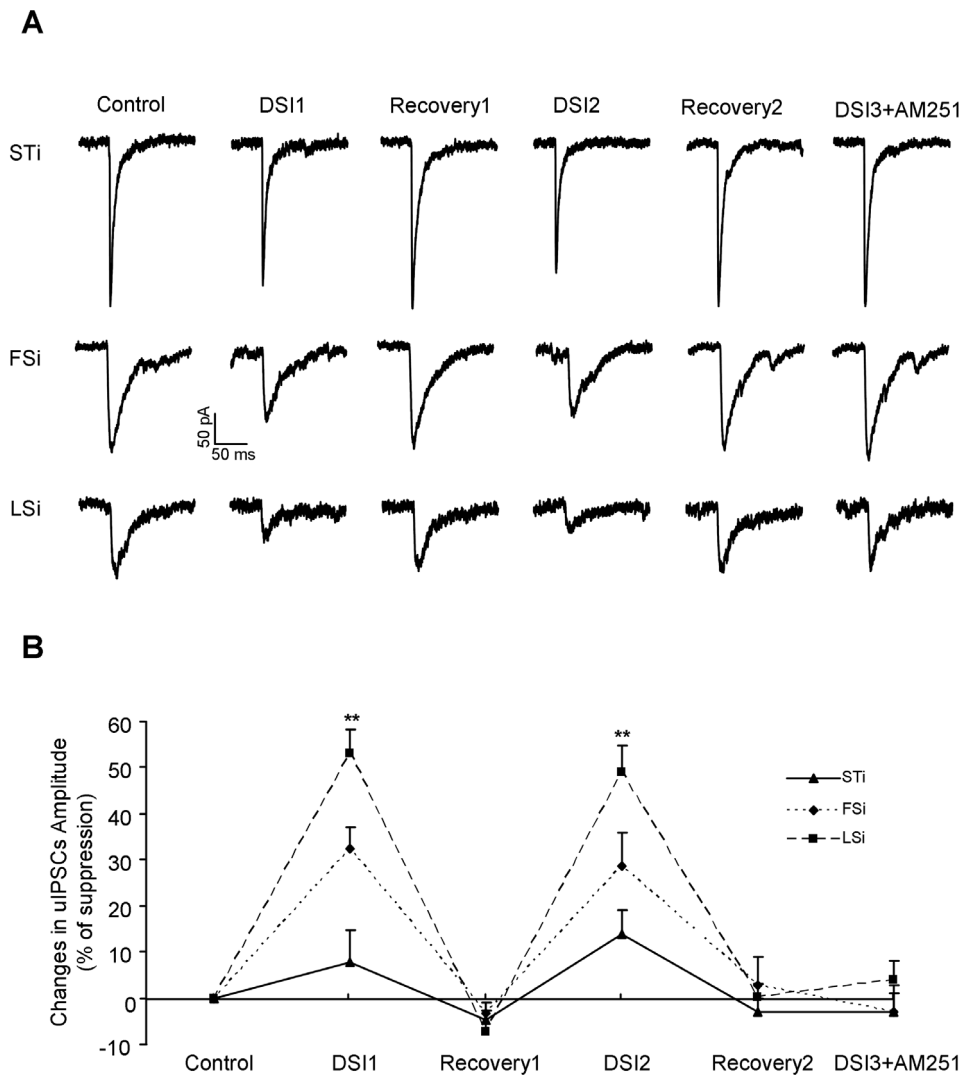 A
Control DSI1 Recovery1 DSI2 Recovery2 DSI3+AM251
STi
FSi
50 pA
50 ms
LSi
B
Changes in uIPSCs Amplitude
(% of suppression)
60
50
40
30
20
10
0
-10
** **
STi
FSi
LSi
Control DSI1 Recovery1 DSI2 Recovery2 DSI3+AM251